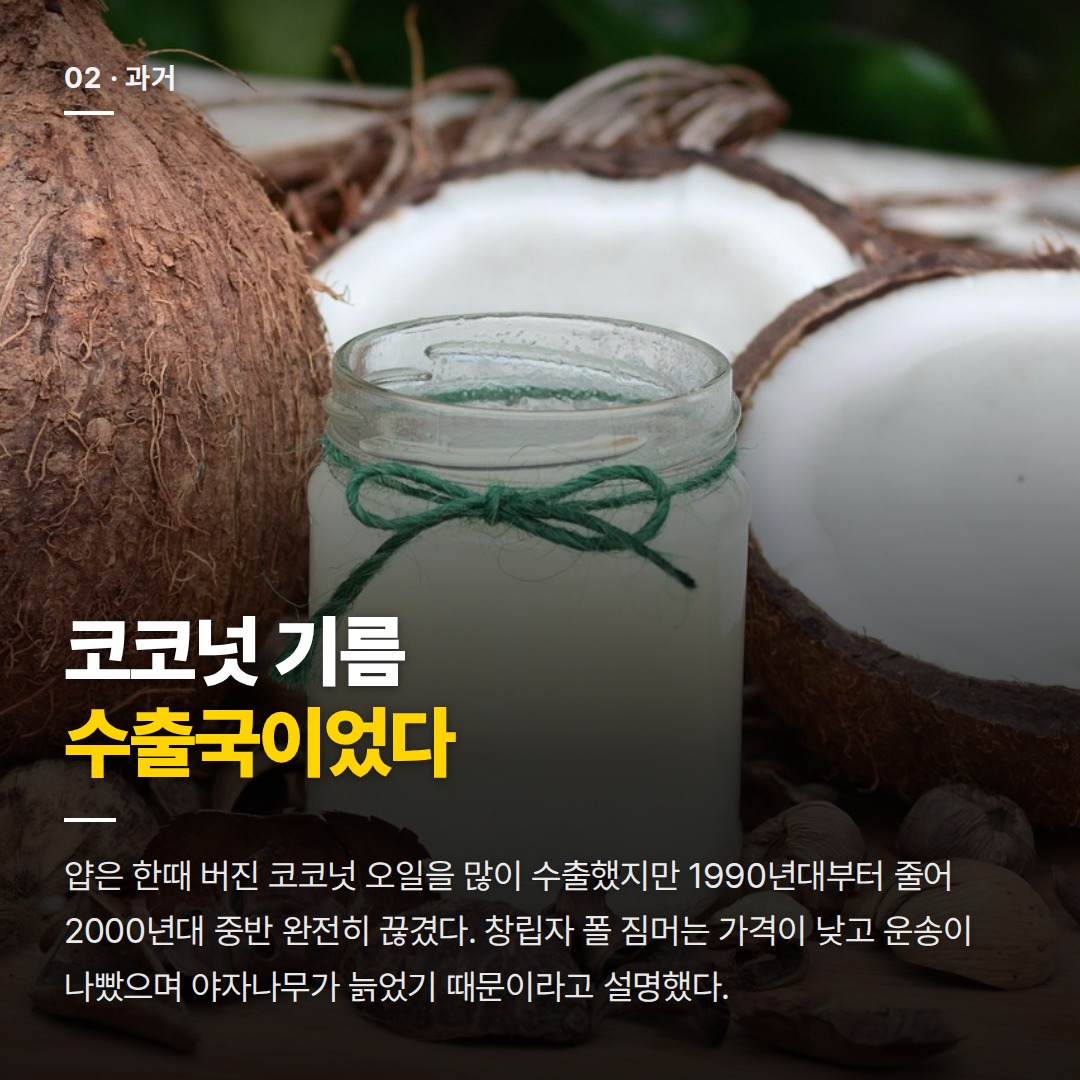 02 · 과거
코코넛 기름
수출국이었다
얍은 한때 버진 코코넛 오일을 많이 수출했지만 1990년대부터 줄어
2000년대 중반 완전히 끊겼다. 창립자 폴 짐머는 가격이 낮고 운송이
나빴으며 야자나무가 늙었기 때문이라고 설명했다.